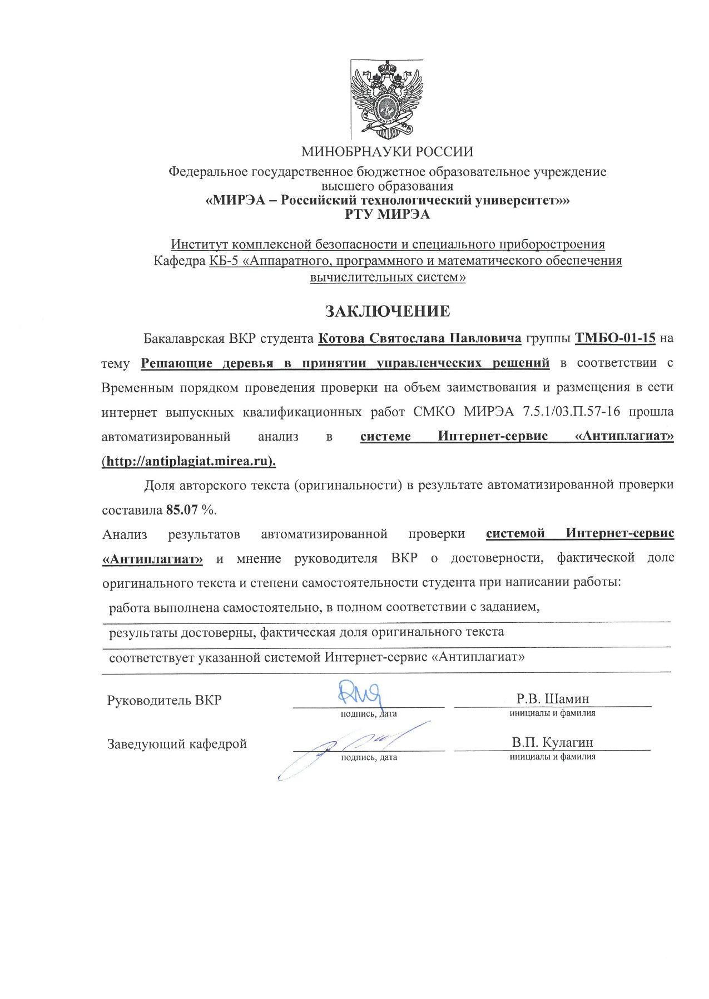 МИНОБРНАУКИ РОССИИ
Федеральное государственное бюджетное образовательное учреждение
высшего образования
«МИРЭА – Российский технологический университет»»
РТУ МИРЭА
Институт комплексной безопасности и специального приборостроения
Кафедра КБ-5 «Аппаратного, программного и математического обеспечения
вычислительных систем»
ЗАКЛЮЧЕНИЕ
Бакалаврская ВКР студента Котова Святослава Павловича группы ТМБО-01-15 на
тему Решающие деревья в принятии управленческих решений в соответствии с
Временным порядком проведения проверки на объем заимствования и размещения в сети
интернет выпускных квалификационных работ СМКО МИРЭА 7.5.1/03.П.57-16 прошла
автоматизированный анализ в системе Интернет-сервис «Антиплагиат»
(http://antiplagiat.mirea.ru).
Доля авторского текста (оригинальности) в результате автоматизированной проверки
составила 85.07 %.
Анализ результатов автоматизированной проверки системой Интернет-сервис
«Антиплагиат» и мнение руководителя ВКР о достоверности, фактической доле
оригинального текста и степени самостоятельности студента при написании работы:
работа выполнена самостоятельно, в полном соответствии с заданием,
результаты достоверны, фактическая доля оригинального текста
соответствует указанной системой Интернет-сервис «Антиплагиат»
Руководитель ВКР Р.В. Шамин
подпись, дата инициалы и фамилия
Заведующий кафедрой В.П. Кулагин
подпись, дата инициалы и фамилия